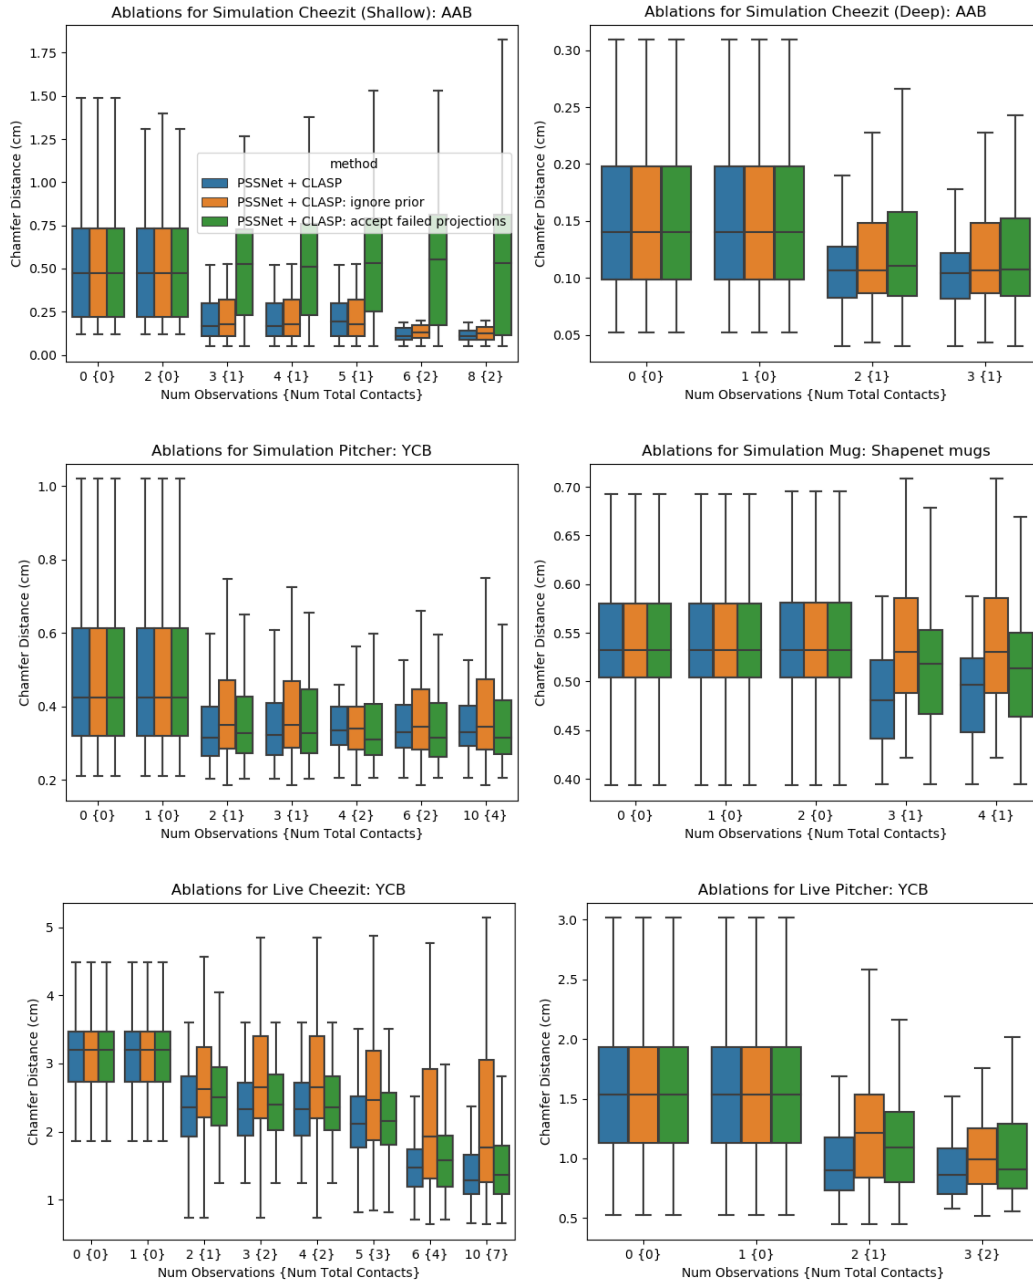 Ablations for Simulation Cheezit (Shallow): AAB
1.75
1.50
1.25
1.00
0.75
0.50
0.25
0.00
Chamfer Distance (cm)
method
PSSNet + CLASP
PSSNet + CLASP: ignore prior
PSSNet + CLASP: accept failed projections
0 {0} 2 {0} 3 {1} 4 {1} 5 {1} 6 {2} 8 {2}
Num Observations {Num Total Contacts}
Ablations for Simulation Cheezit (Deep): AAB
0.30
0.25
0.20
0.15
0.10
0.05
Chamfer Distance (cm)
0 {0} 1 {0} 2 {1} 3 {1}
Num Observations {Num Total Contacts}
Ablations for Simulation Pitcher: YCB
1.0
0.8
0.6
0.4
0.2
Chamfer Distance (cm)
0 {0} 1 {0} 2 {1} 3 {1} 4 {2} 6 {2} 10 {4}
Num Observations {Num Total Contacts}
Ablations for Simulation Mug: Shapenet mugs
0.70
0.65
0.60
0.55
0.50
0.45
0.40
Chamfer Distance (cm)
0 {0} 1 {0} 2 {0} 3 {1} 4 {1}
Num Observations {Num Total Contacts}
Ablations for Live Cheezit: YCB
5
4
3
2
1
Chamfer Distance (cm)
0 {0} 1 {0} 2 {1} 3 {2} 4 {2} 5 {3} 6 {4} 10 {7}
Num Observations {Num Total Contacts}
Ablations for Live Pitcher: YCB
3.0
2.5
2.0
1.5
1.0
0.5
Chamfer Distance (cm)
0 {0} 1 {0} 2 {1} 3 {2}
Num Observations {Num Total Contacts}